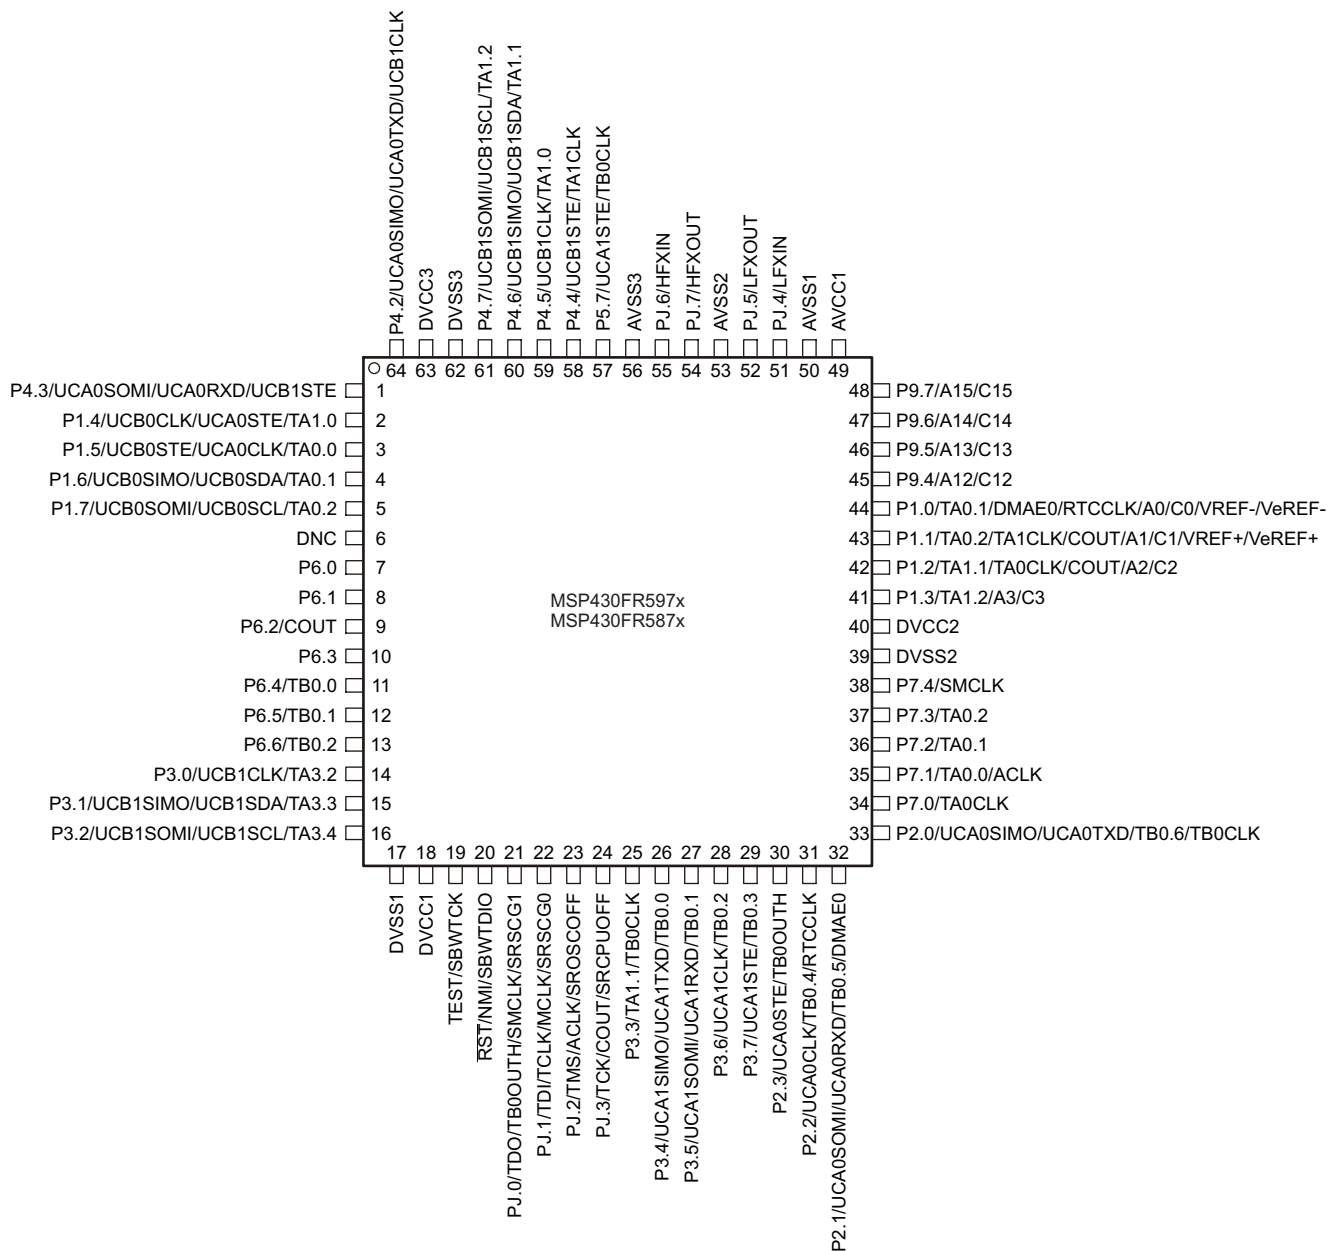 P4.2/UCA0SIMO/UCA0TXD/UCB1CLK
DVCC3
DVSS3
P4.7/UCB1SOMI/UCB1SCL/TA1.2
P4.6/UCB1SIMO/UCB1SDA/TA1.1
P4.5/UCB1CLK/TA1.0
P4.4/UCB1STE/TA1CLK
P5.7/UCA1STE/TB0CLK
AVSS3
PJ.6/HFXIN
PJ.7/HFXOUT
AVSS2
PJ.5/LFXOUT
PJ.4/LFXIN
AVSS1
AVCC1
64 63 62 61 60 59 58 57 56 55 54 53 52 51 50 49
P4.3/UCA0SOMI/UCA0RXD/UCB1STE 1
P1.4/UCB0CLK/UCA0STE/TA1.0 2
P1.5/UCB0STE/UCA0CLK/TA0.0 3
P1.6/UCB0SIMO/UCB0SDA/TA0.1 4
P1.7/UCB0SOMI/UCB0SCL/TA0.2 5
DNC 6
P6.0 7
P6.1 8
P6.2/COUT 9
P6.3 10
P6.4/TB0.0 11
P6.5/TB0.1 12
P6.6/TB0.2 13
P3.0/UCB1CLK/TA3.2 14
P3.1/UCB1SIMO/UCB1SDA/TA3.3 15
P3.2/UCB1SOMI/UCB1SCL/TA3.4 16
MSP430FR597x
MSP430FR587x
48 P9.7/A15/C15
47 P9.6/A14/C14
46 P9.5/A13/C13
45 P9.4/A12/C12
44 P1.0/TA0.1/DMAE0/RTCCLK/A0/C0/VREF-/VeREF-
43 P1.1/TA0.2/TA1CLK/COUT/A1/C1/VREF+/VeREF+
42 P1.2/TA1.1/TA0CLK/COUT/A2/C2
41 P1.3/TA1.2/A3/C3
40 DVCC2
39 DVSS2
38 P7.4/SMCLK
37 P7.3/TA0.2
36 P7.2/TA0.1
35 P7.1/TA0.0/ACLK
34 P7.0/TA0CLK
33 P2.0/UCA0SIMO/UCA0TXD/TB0.6/TB0CLK
17 18 19 20 21 22 23 24 25 26 27 28 29 30 31 32
DVSS1
DVCC1
TEST/SBWTCK
RST/NMI/SBWTDIO
PJ.0/TDO/TB0OUTH/SMCLK/SRSCG1
PJ.1/TDI/TCLK/MCLK/SRSCG0
PJ.2/TMS/ACLK/SROSCOFF
PJ.3/TCK/COUT/SRCPUOFF
P3.3/TA1.1/TB0CLK
P3.4/UCA1SIMO/UCA1TXD/TB0.0
P3.5/UCA1SOMI/UCA1RXD/TB0.1
P3.6/UCA1CLK/TB0.2
P3.7/UCA1STE/TB0.3
P2.3/UCA0STE/TB0OUTH
P2.2/UCA0CLK/TB0.4/RTCCLK
P2.1/UCA0SOMI/UCA0RXD/TB0.5/DMAE0